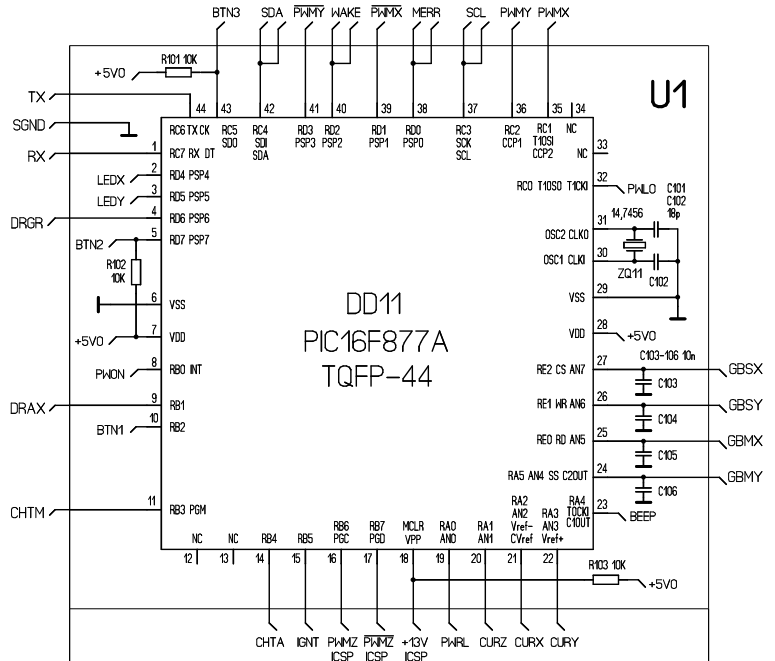 BTN3 SDA PWMY WAKE PWMX MERR SCL PWMY PWMX
R101 10K
+5V0
U1
TX
44 43 42 41 40 39 38 37 36 35 34
SGND
RC6 TX CK
RC5 SDO
RC4 SDI SDA
RD3 PSP3
RD2 PSP2
RD1 PSP1
RD0 PSP0
RC3 SCK SCL
RC2 CCP1
RC1 T1OSI CCP2
NC
RX
1
RC7 RX DT
NC
33
LEDX
2
RD4 PSP4
RC0 T1OSO T1CKI
32
PWLO
C101
C102
18p
LEDY
3
RD5 PSP5
DRGR
4
RD6 PSP6
OSC2 CLKO
31
14,7456
BTN2
5
RD7 PSP7
R102
10K
OSC1 CLKI
30
ZQ11
C102
6
VSS
VSS
29
DD11
PIC16F877A
TQFP-44
+5V0
7
VDD
VDD
28
+5V0
PWON
8
RB0 INT
RE2 CS AN7
27
C103-106 10n
GBSX
C103
DRAX
9
RB1
RE1 WR AN6
26
GBSY
C104
BTN1
10
RB2
RE0 RD AN5
25
GBMX
C105
RA5 AN4 SS C2OUT
24
GBMY
C106
CHTM
11
RB3 PGM
RA4
T0CKI
C1OUT
23
BEEP
NC
NC
RB4
RB5
RB6 PGC
RB7 PGD
MCLR VPP
RA0 AN0
RA1 AN1
RA2 AN2 Vref- CVref
RA3 AN3 Vref+
12 13 14 15 16 17 18 19 20 21 22
R103 10K
+5V0
CHTA IGNT PWMZ PWMZ +13V PWRL CURZ CURX CURY
ICSP ICSP ICSP